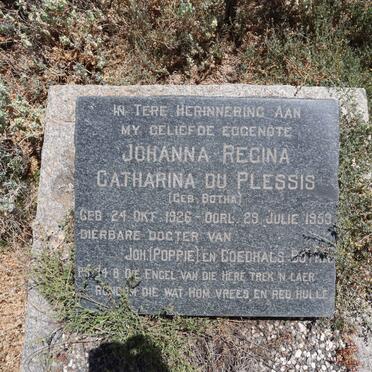 IN TERE HERINNERING AAN
MY GELIEFDE EGGENOTE
JOHANNA REGINA
CATHARINA DU PLESSIS
(GEB. BOTHA)
GEB. 24 OKT. 1926 - OORL. 29 JULIE 1959
DIERBARE DOGTER VAN
JOH. (POPPIE) EN GOEDHALS BOTHA
PS. 34 8 DIE ENGEL VAN DIE HERE TREK 'N LAER
RONDOM DIE WAT HOM VREES EN RED HULLE